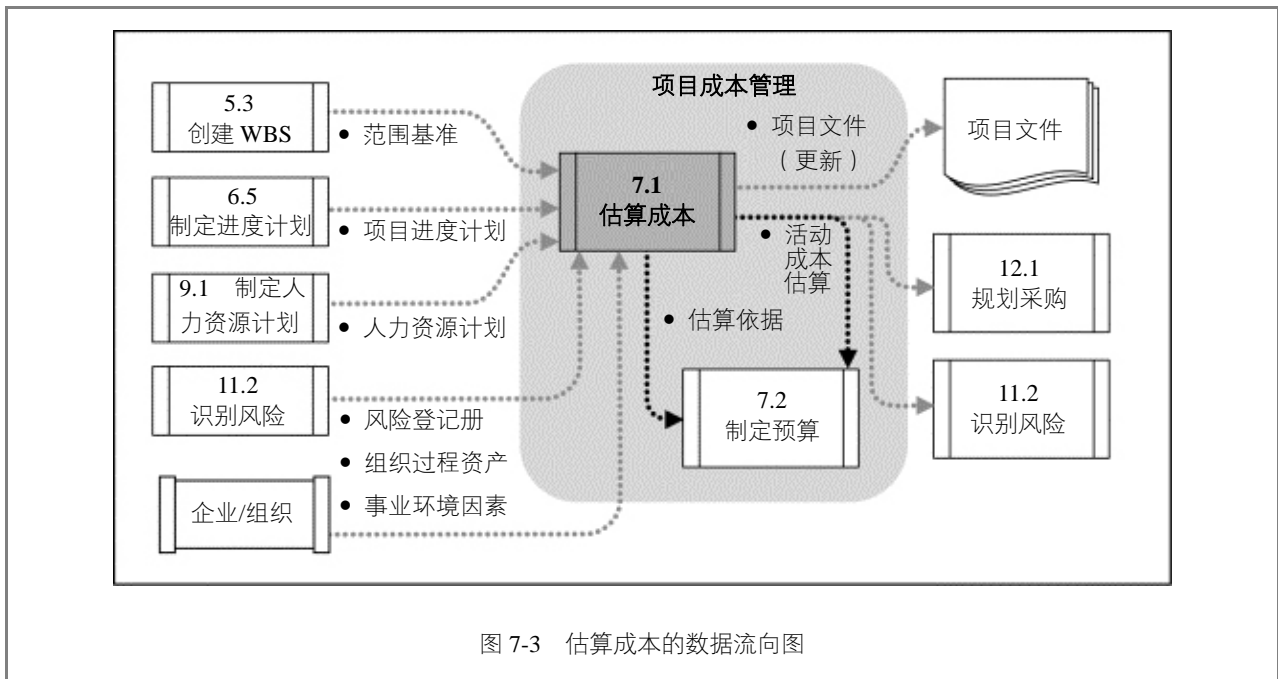 5.3
创建 WBS
● 范围基准
6.5
制定进度计划
● 项目进度计划
9.1 制定人
力资源计划
● 人力资源计划
11.2
识别风险
● 风险登记册
● 组织过程资产
企业/组织
● 事业环境因素
项目成本管理
● 项目文件
（更新）
7.1
估算成本
● 活动
成本
估算
● 估算依据
7.2
制定预算
项目文件
12.1
规划采购
11.2
识别风险
图 7-3 估算成本的数据流向图